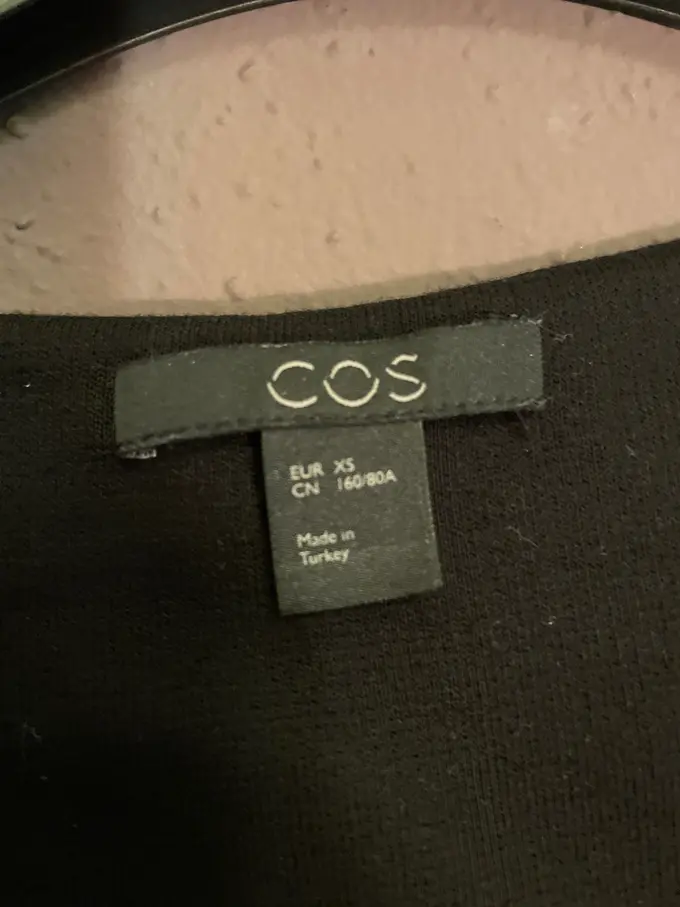 COS
EUR XS
CN 160/80A
Made in
Turkey